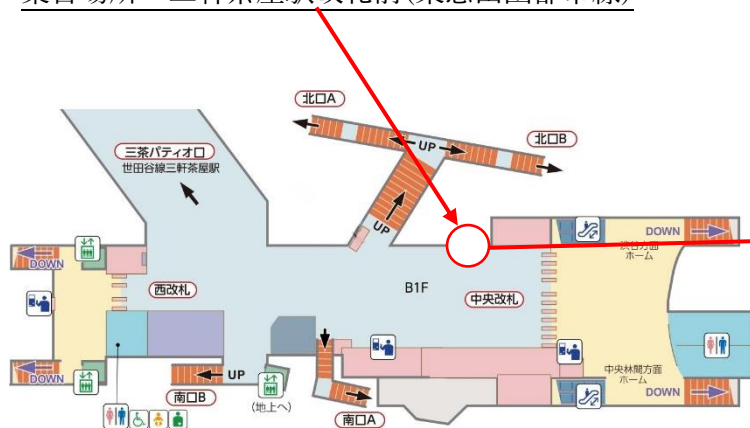 集合場所 三軒茶屋駅改札前(東急田園都市線)
北口A
北口B
UP
三茶パティオ口
世田谷線三軒茶屋駅
UP
DOWN
DOWN
渋谷方面
ホーム
西改札
B1F
中央改札
中央林間方面
ホーム
DOWN
DOWN
UP
南口B
(地上へ)
南口A